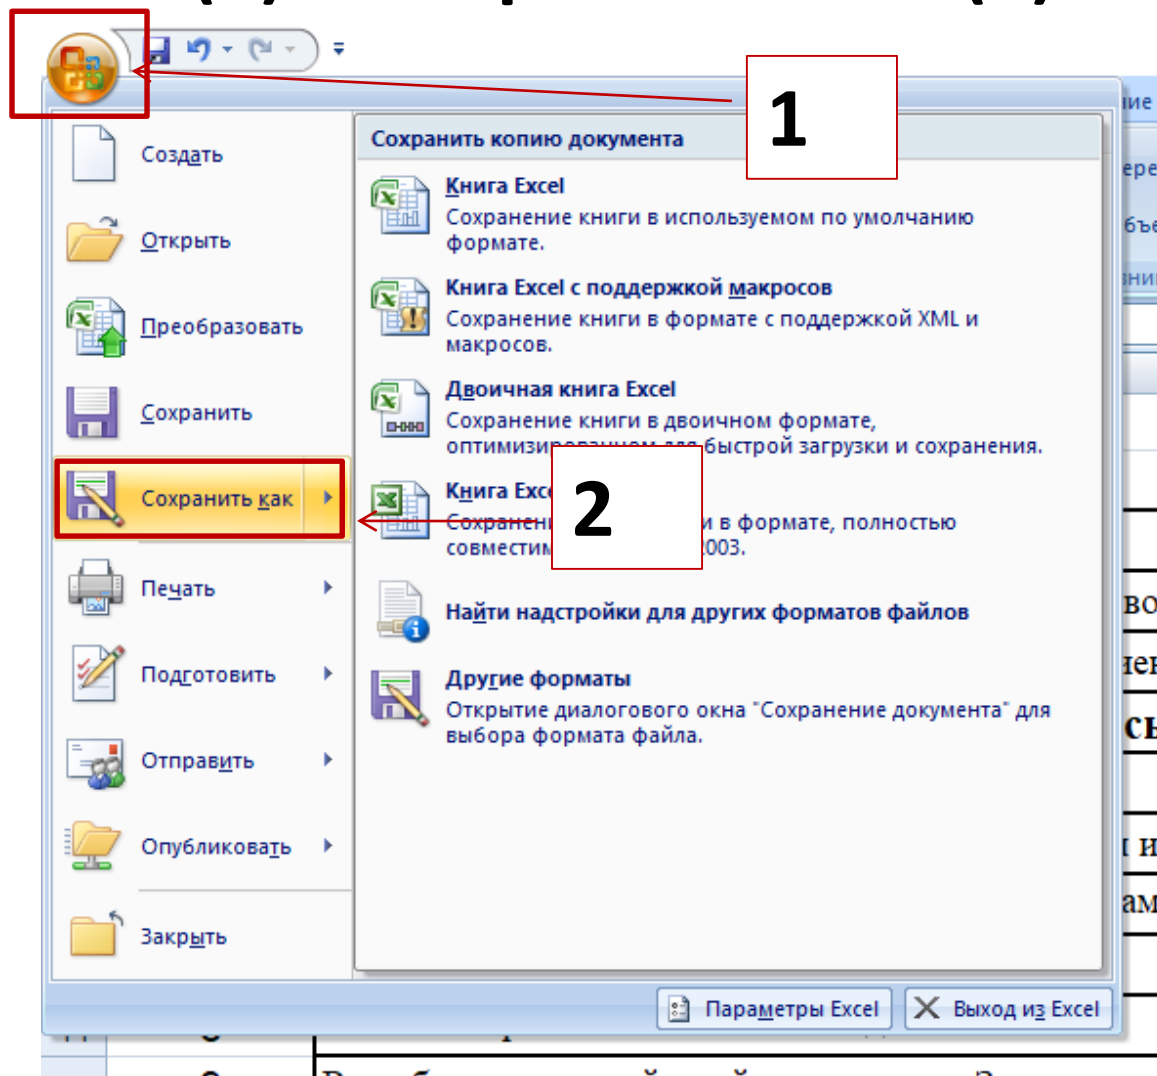 1
Создать
Открыть
Преобразовать
Сохранить
Сохранить как
2
Печать
Подготовить
Отправить
Опубликовать
Закрыть
Сохранить копию документа
Книга Excel
Сохранение книги в используемом по умолчанию
формате.
Книга Excel с поддержкой макросов
Сохранение книги в формате с поддержкой XML и
макросов.
Двоичная книга Excel
Сохранение книги в двоичном формате,
для быстрой загрузки и сохранения.
Книга
в формате, полностью
Найти надстройки для других форматов файлов
Другие форматы
Открытие диалогового окна "Сохранение документа" для
выбора формата файла.
Параметры Excel
Выход из Excel